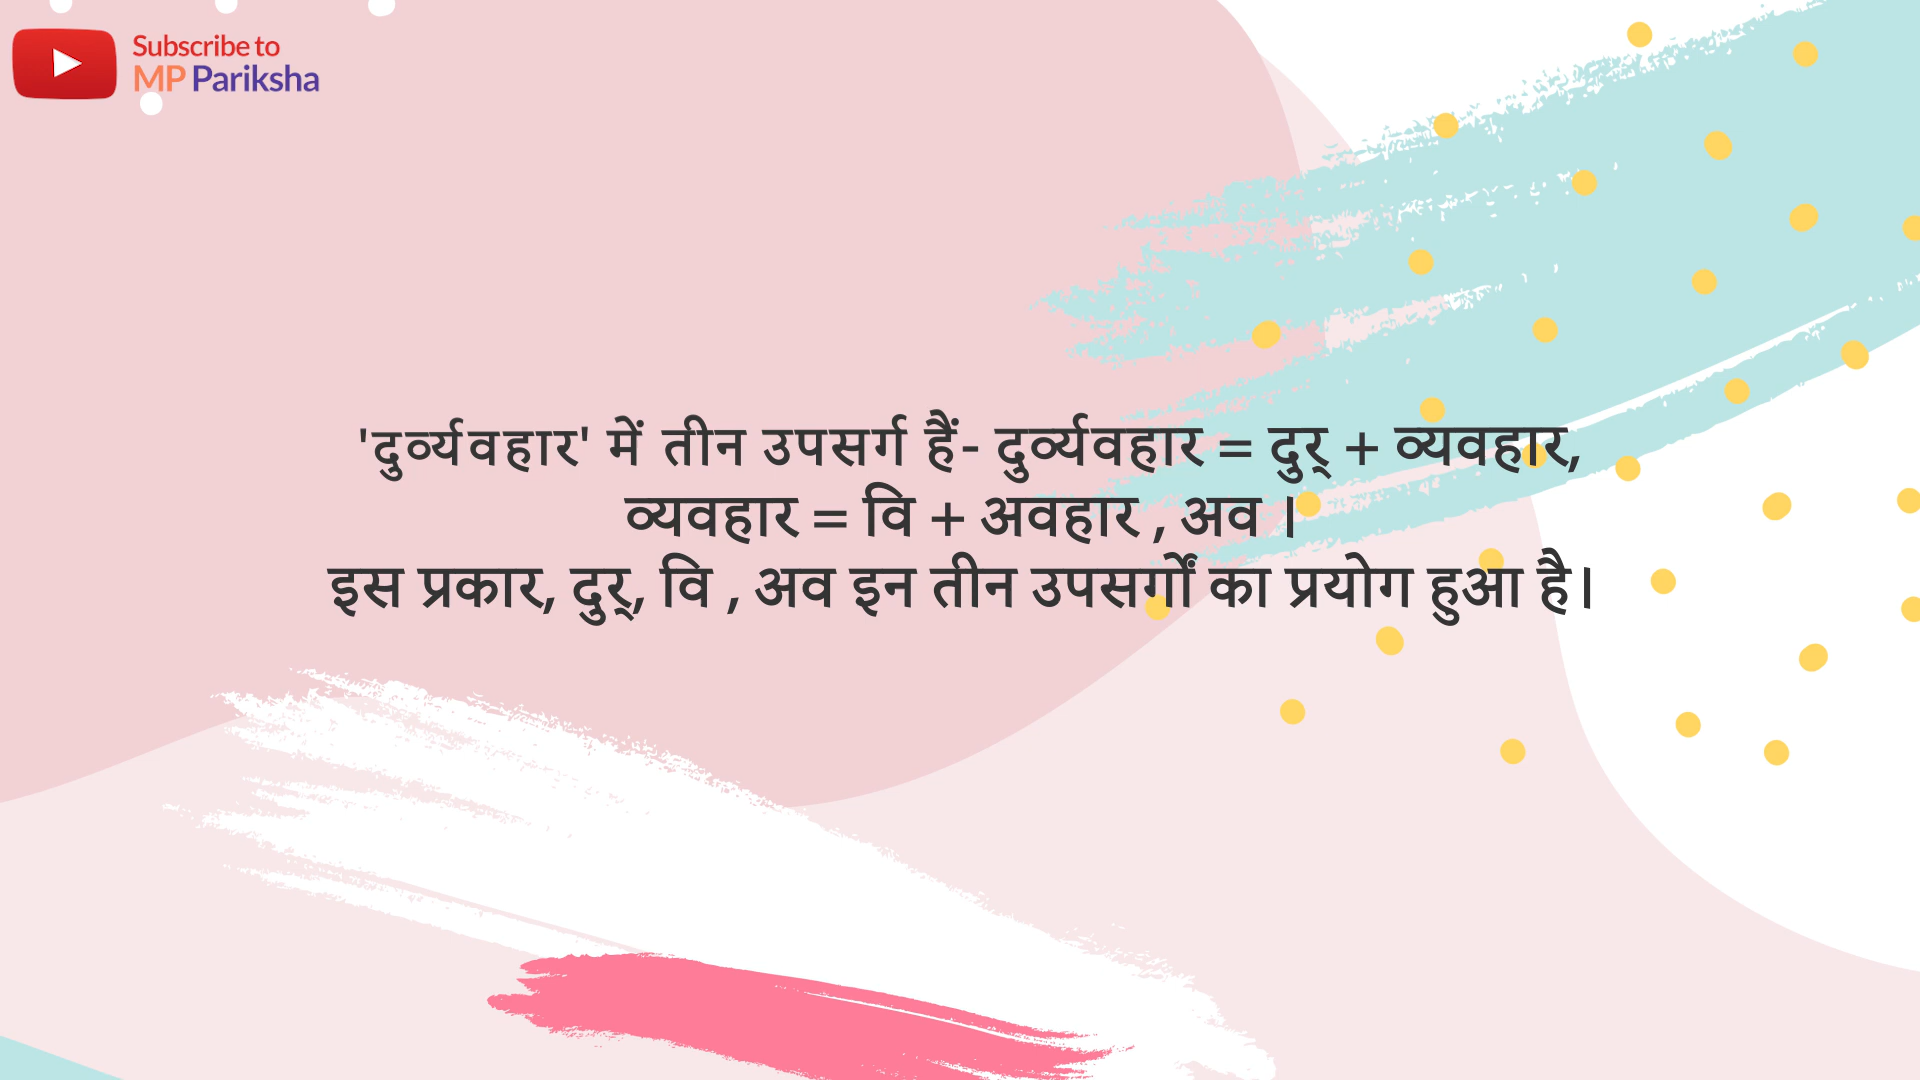 Subscribe to
MP Pariksha
'दुर्व्यवहार' में तीन उपसर्ग हैं- दुर्व्यवहार = दुर् + व्यवहार,
व्यवहार = वि + अवहार , अव ।
इस प्रकार, दुर्, वि , अव इन तीन उपसर्गों का प्रयोग हुआ है।